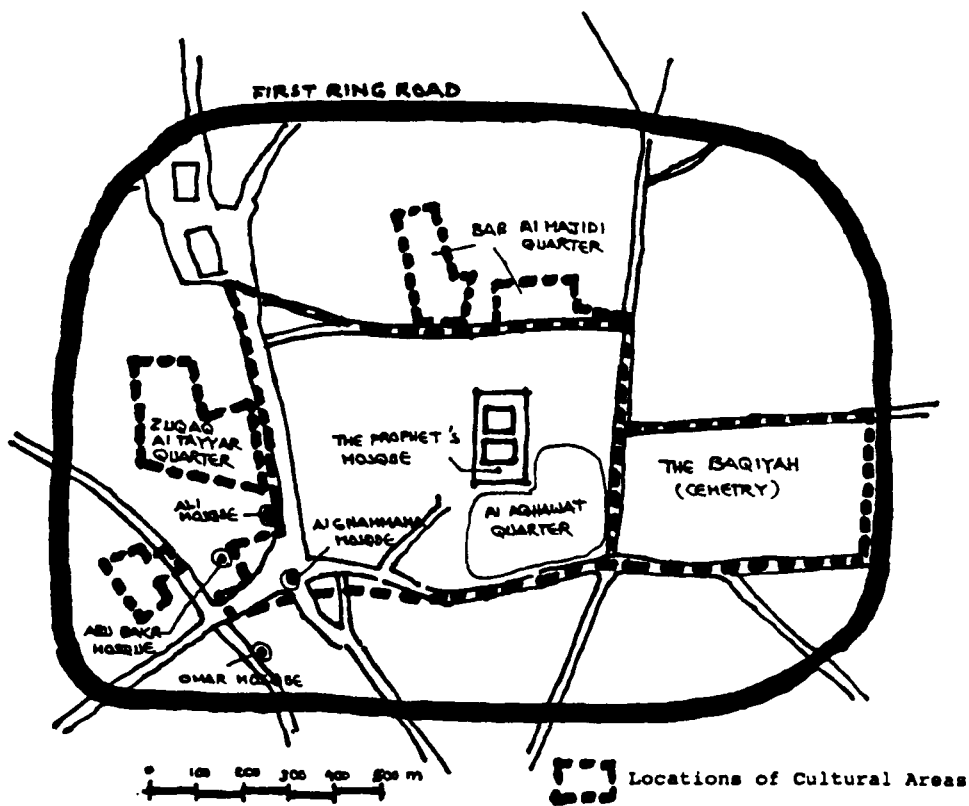 FIRST RING ROAD
BAB Al MAJIDI
QUARTER
ZUQAQ
Al TAYYAR
QUARTER
THE PROPHET'S
MOSQUE
THE BAQIYAH
(CEMETRY)
ALI
MOSQUE
Al GHAMMAMA
MOSQUE
Al AGHAWAT
QUARTER
ABU BAKR
MOSQUE
OMAR MOSQUE
0 100 200 300 400 500 m
Locations of Cultural Areas